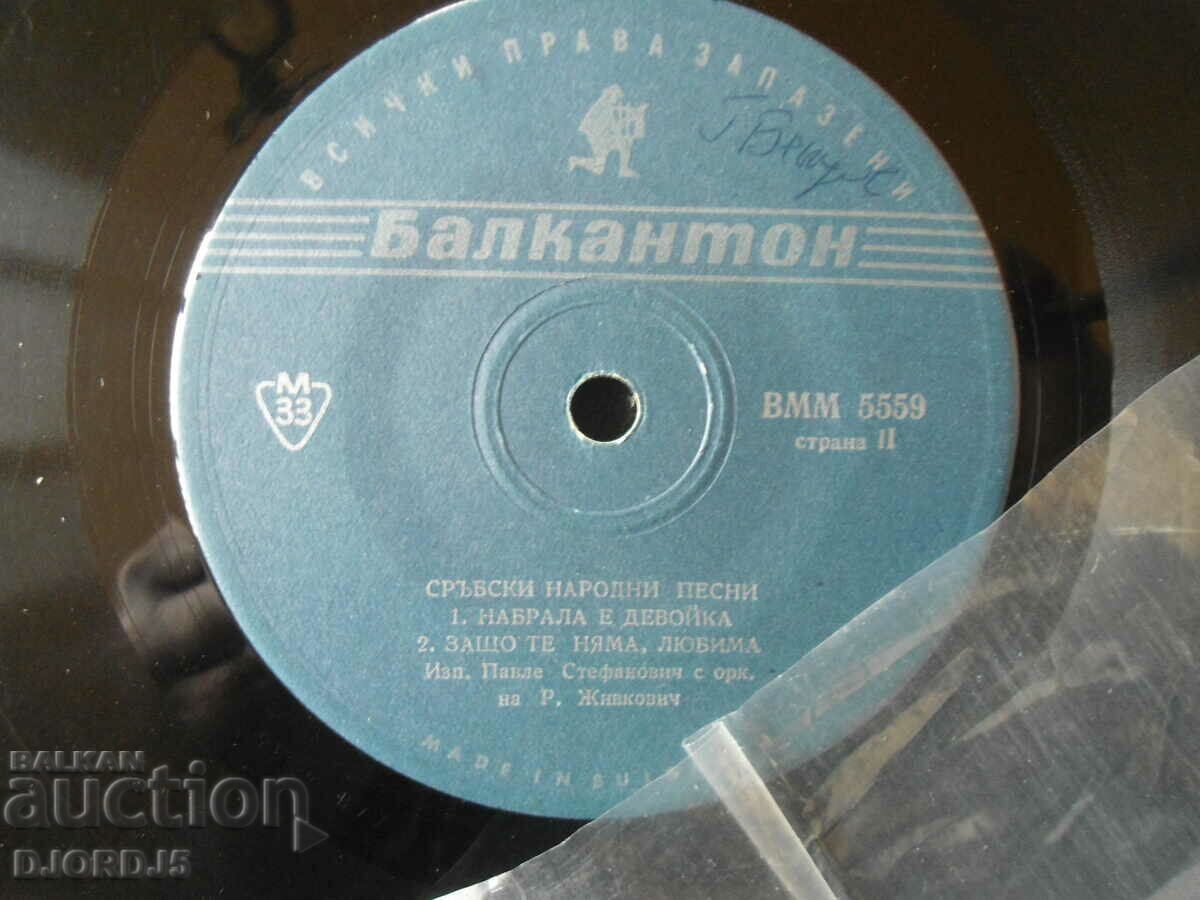 ВСИЧКИ ПРАВА ЗАПАЗЕНИ
Балкантон
М
33
ВММ 5559
страна II
СРЪБСКИ НАРОДНИ ПЕСНИ
1. НАБРАЛА Е ДЕВОЙКА
2. ЗАЩО ТЕ НЯМА, ЛЮБИМА
Изп. Павле Стефанович с орк.
на Р. Живкович
MADE IN
BALKAN
auction
DJORDJ5